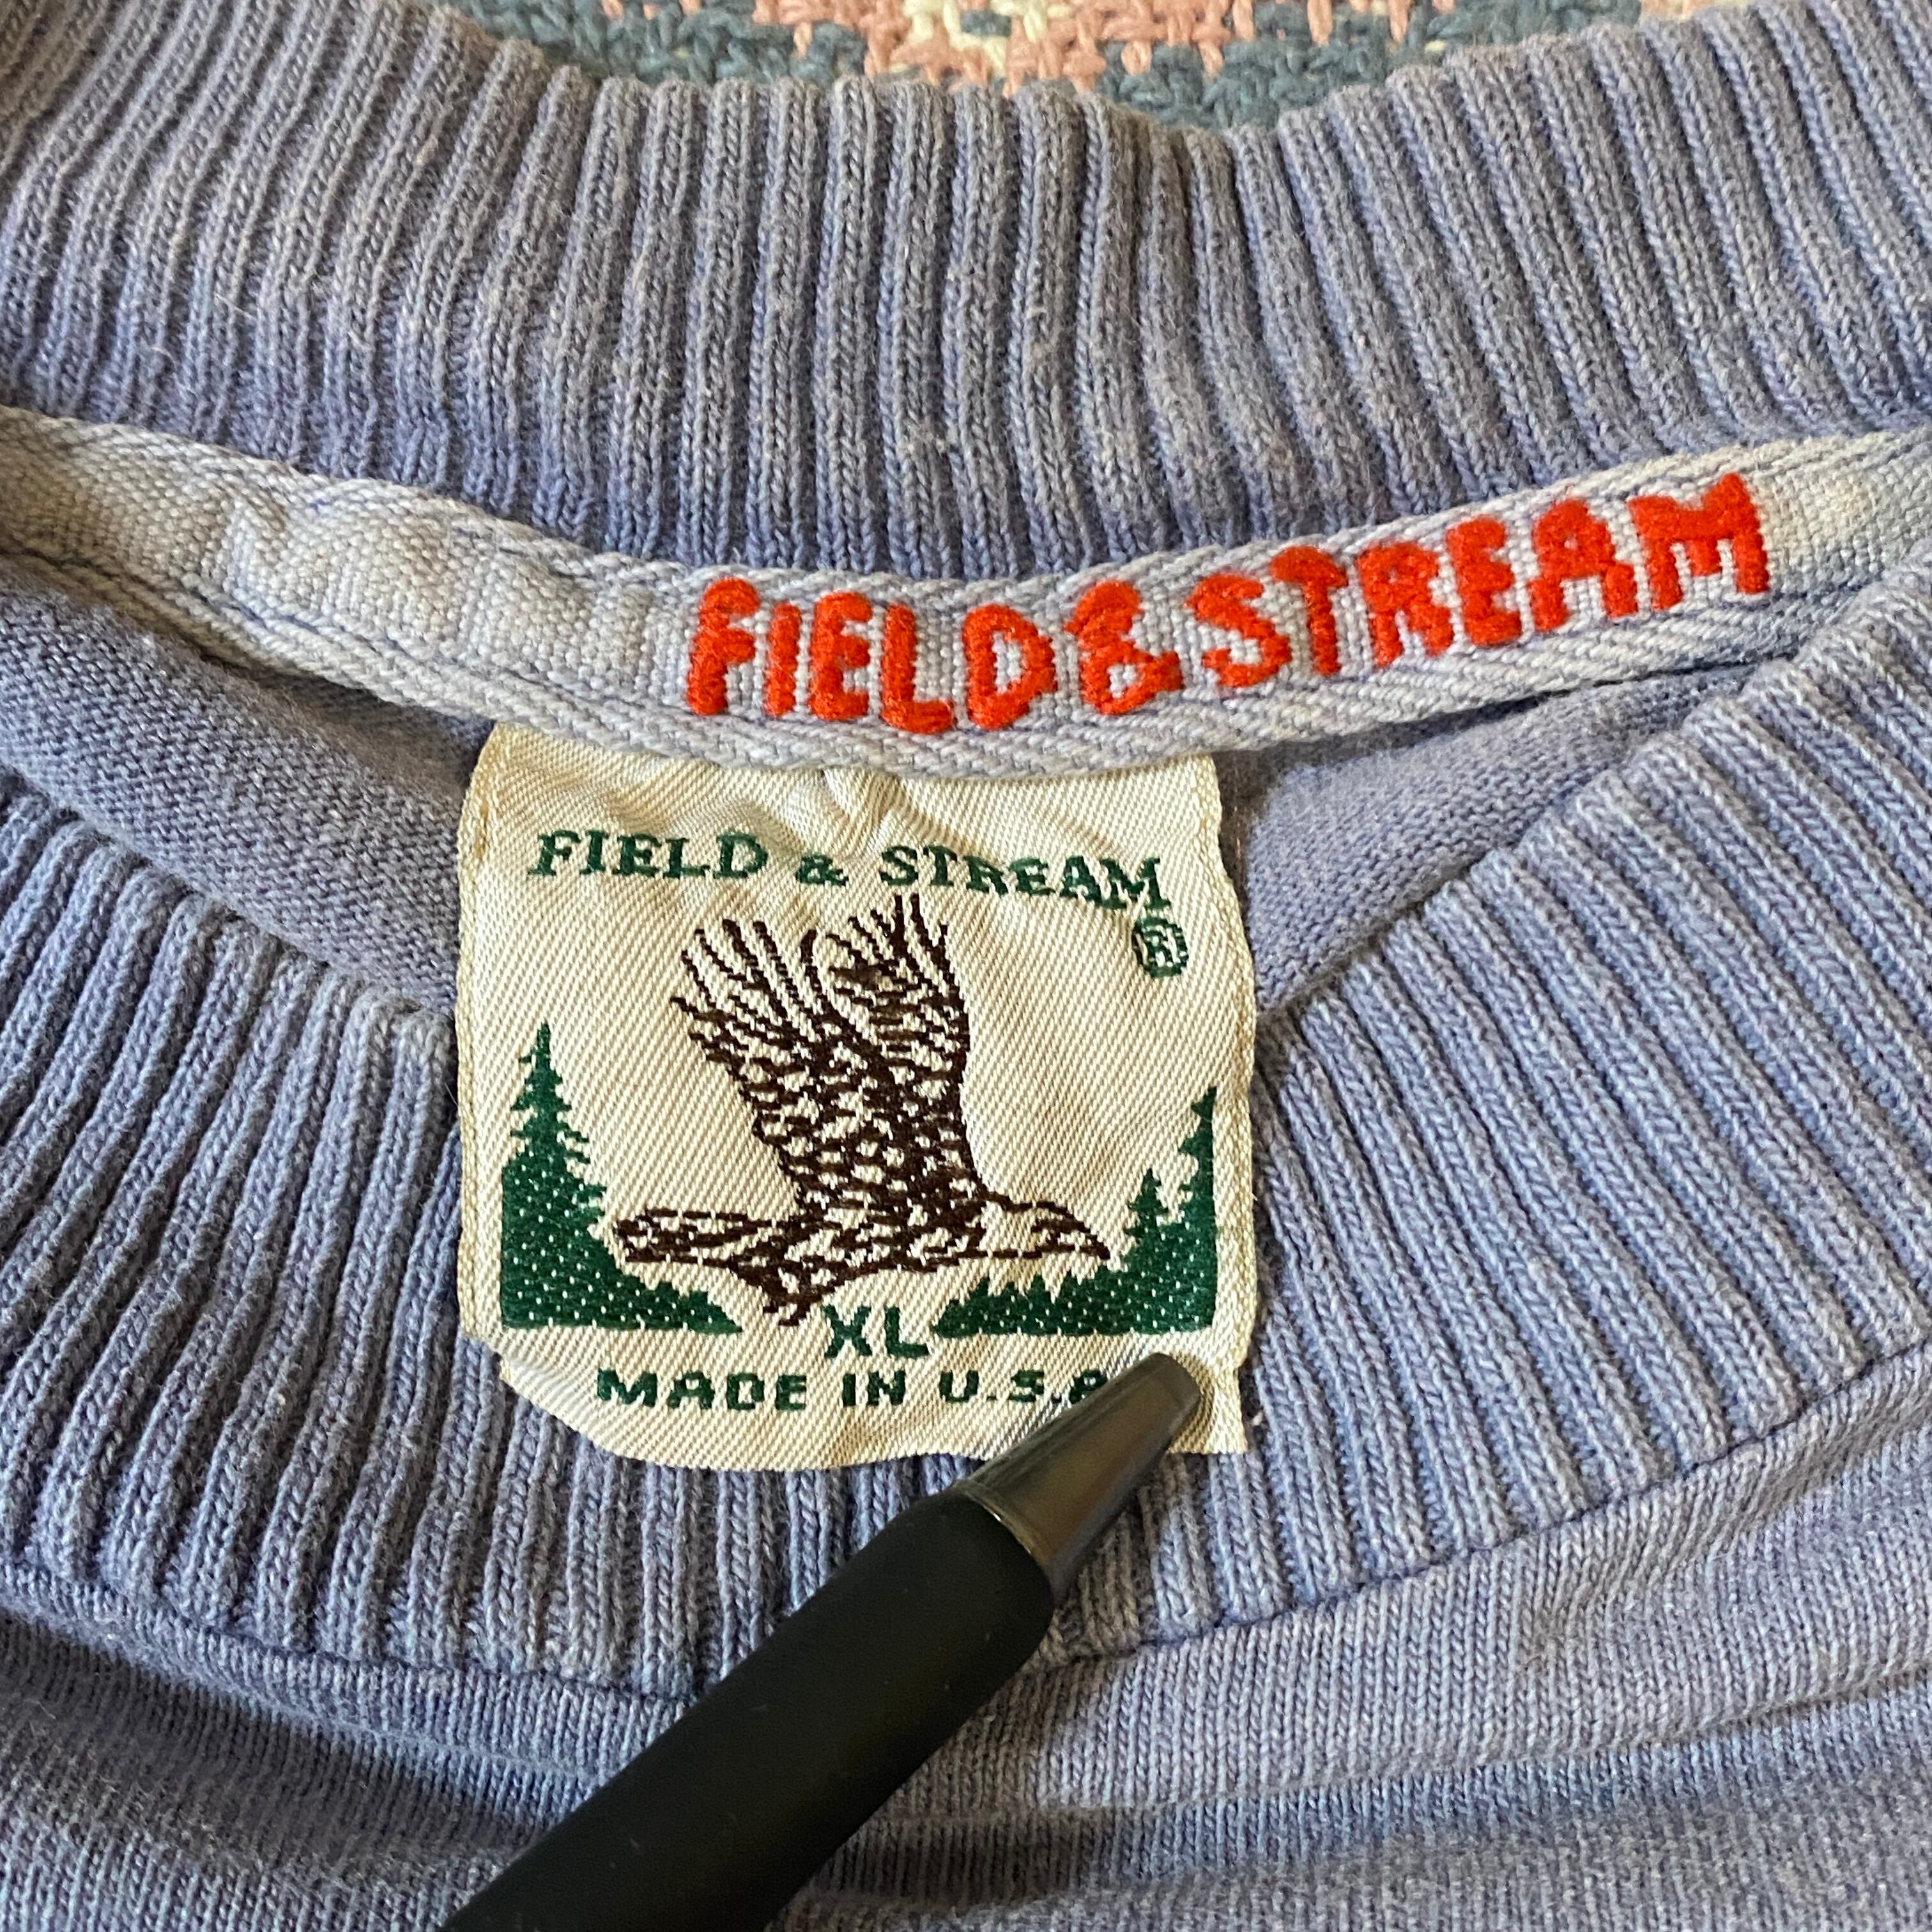 FIELD & STREAM
FIELD & STREAM
®
XL
MADE IN U.S.A